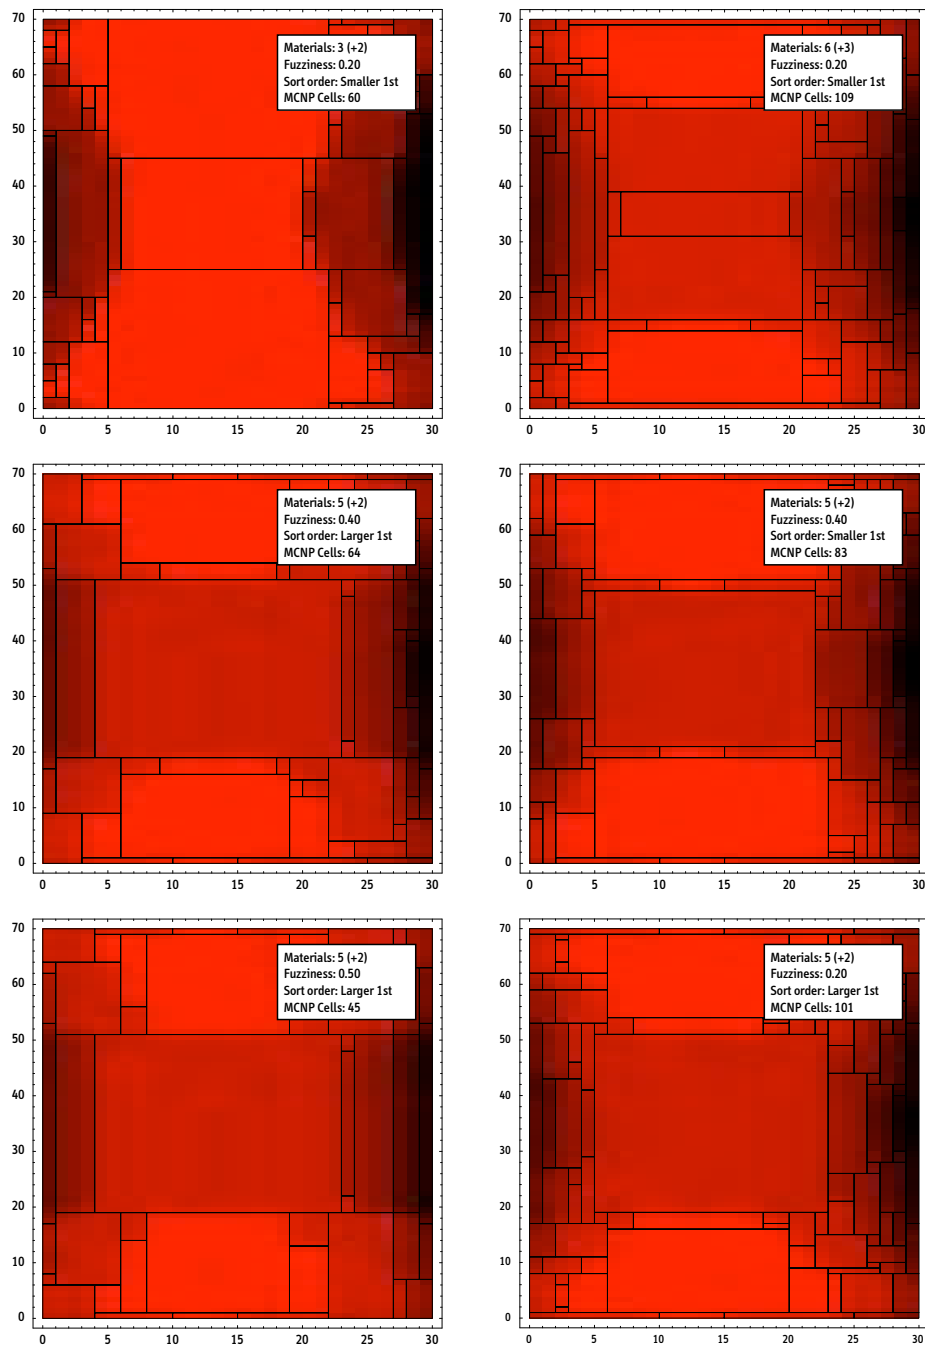 70
60
50
40
30
20
10
0
0 5 10 15 20 25 30
Materials: 3 (+2)
Fuzziness: 0.20
Sort order: Smaller 1st
MCNP Cells: 60
70
60
50
40
30
20
10
0
0 5 10 15 20 25 30
Materials: 6 (+3)
Fuzziness: 0.20
Sort order: Smaller 1st
MCNP Cells: 109
70
60
50
40
30
20
10
0
0 5 10 15 20 25 30
Materials: 5 (+2)
Fuzziness: 0.40
Sort order: Larger 1st
MCNP Cells: 64
70
60
50
40
30
20
10
0
0 5 10 15 20 25 30
Materials: 5 (+2)
Fuzziness: 0.40
Sort order: Smaller 1st
MCNP Cells: 83
70
60
50
40
30
20
10
0
0 5 10 15 20 25 30
Materials: 5 (+2)
Fuzziness: 0.50
Sort order: Larger 1st
MCNP Cells: 45
70
60
50
40
30
20
10
0
0 5 10 15 20 25 30
Materials: 5 (+2)
Fuzziness: 0.20
Sort order: Larger 1st
MCNP Cells: 101